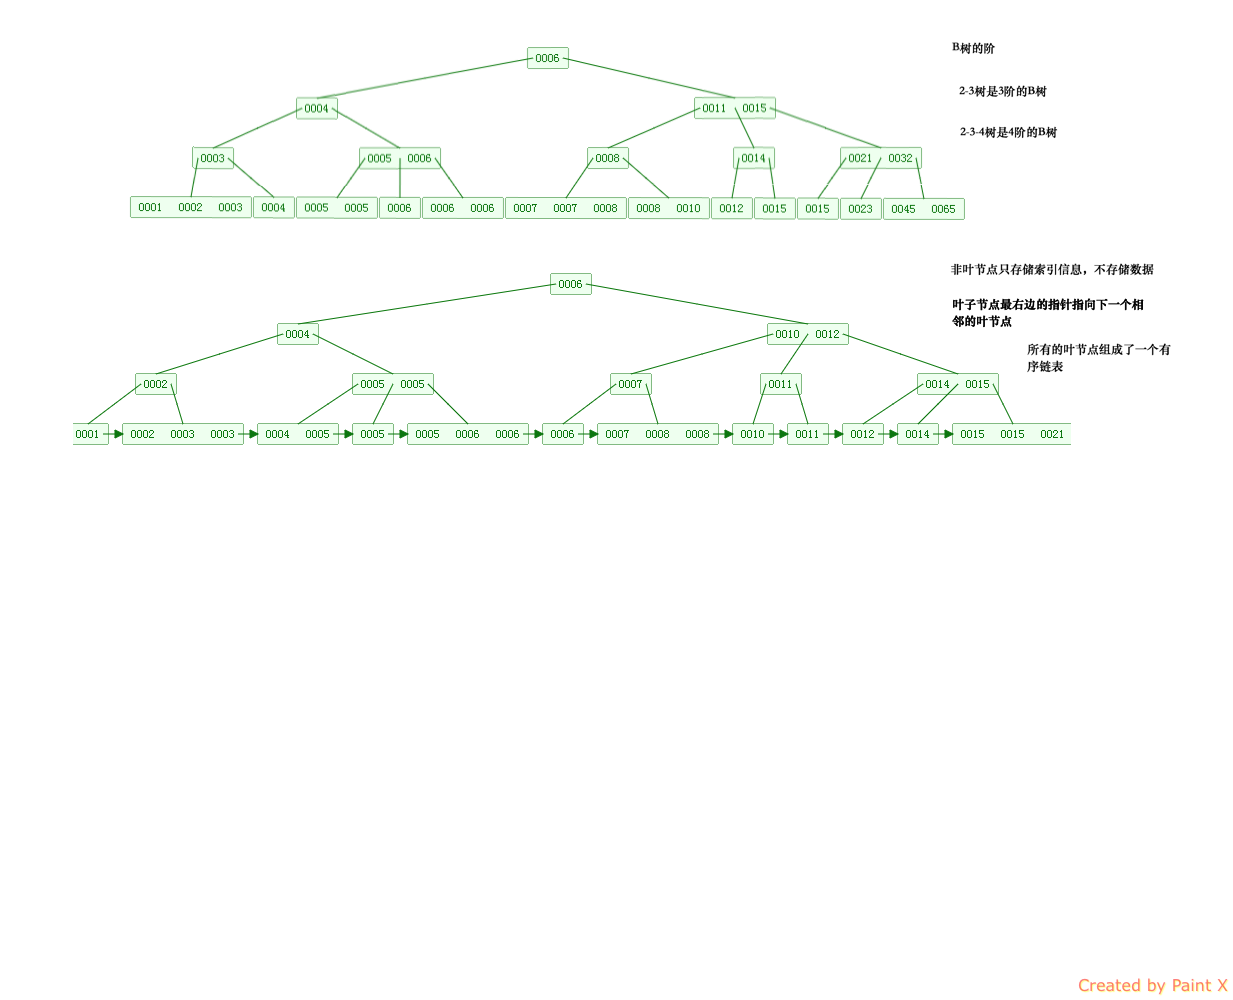 0006
B树的阶
2-3树是3阶的B树
0004
0011 0015
2-3-4树是4阶的B树
0003
0005 0006
0008
0014
0021 0032
0001 0002 0003
0004
0005 0005
0006
0006 0006
0007 0007 0008
0008 0010
0012
0015
0015
0023
0045 0065
非叶节点只存储索引信息，不存储数据
0006
叶子节点最右边的指针指向下一个相
邻的叶节点
0004
0010 0012
所有的叶节点组成了一个有
序链表
0002
0005 0005
0007
0011
0014 0015
0001
0002 0003 0003
0004 0005
0005
0005 0006 0006
0006
0007 0008 0008
0010
0011
0012
0014
0015 0015 0021
Created by Paint X